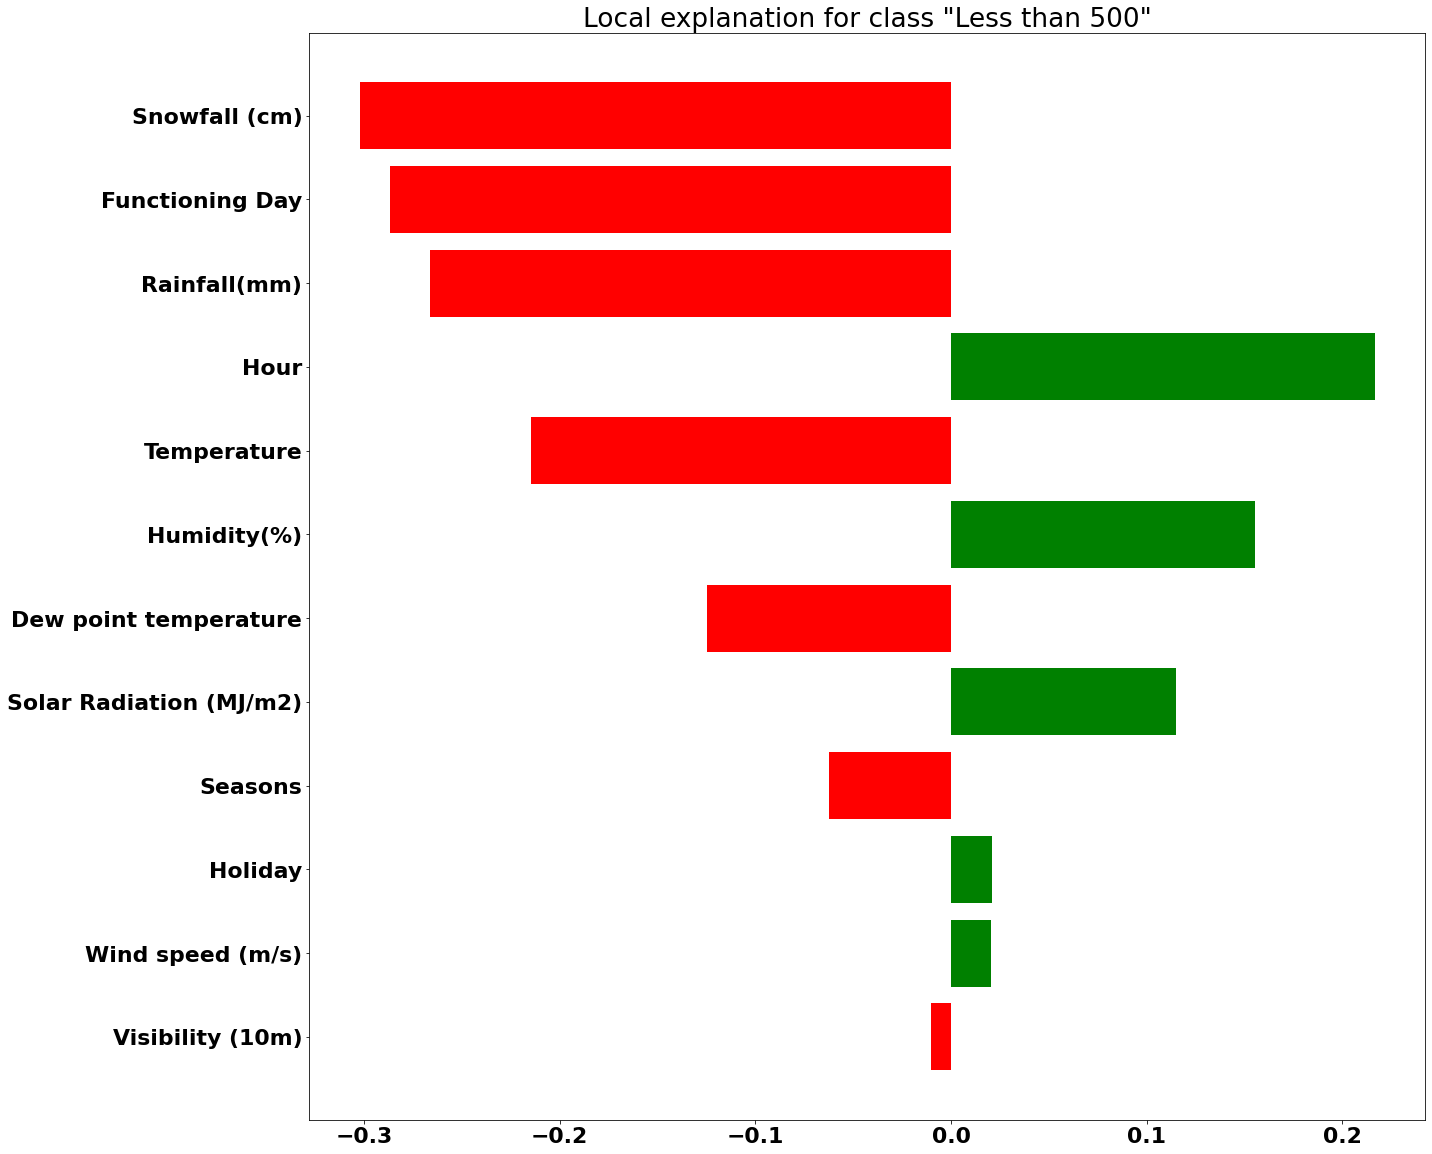 Local explanation for class "Less than 500"
Snowfall (cm)
Functioning Day
Rainfall(mm)
Hour
Temperature
Humidity(%)
Dew point temperature
Solar Radiation (MJ/m2)
Seasons
Holiday
Wind speed (m/s)
Visibility (10m)
−0.3 −0.2 −0.1 0.0 0.1 0.2